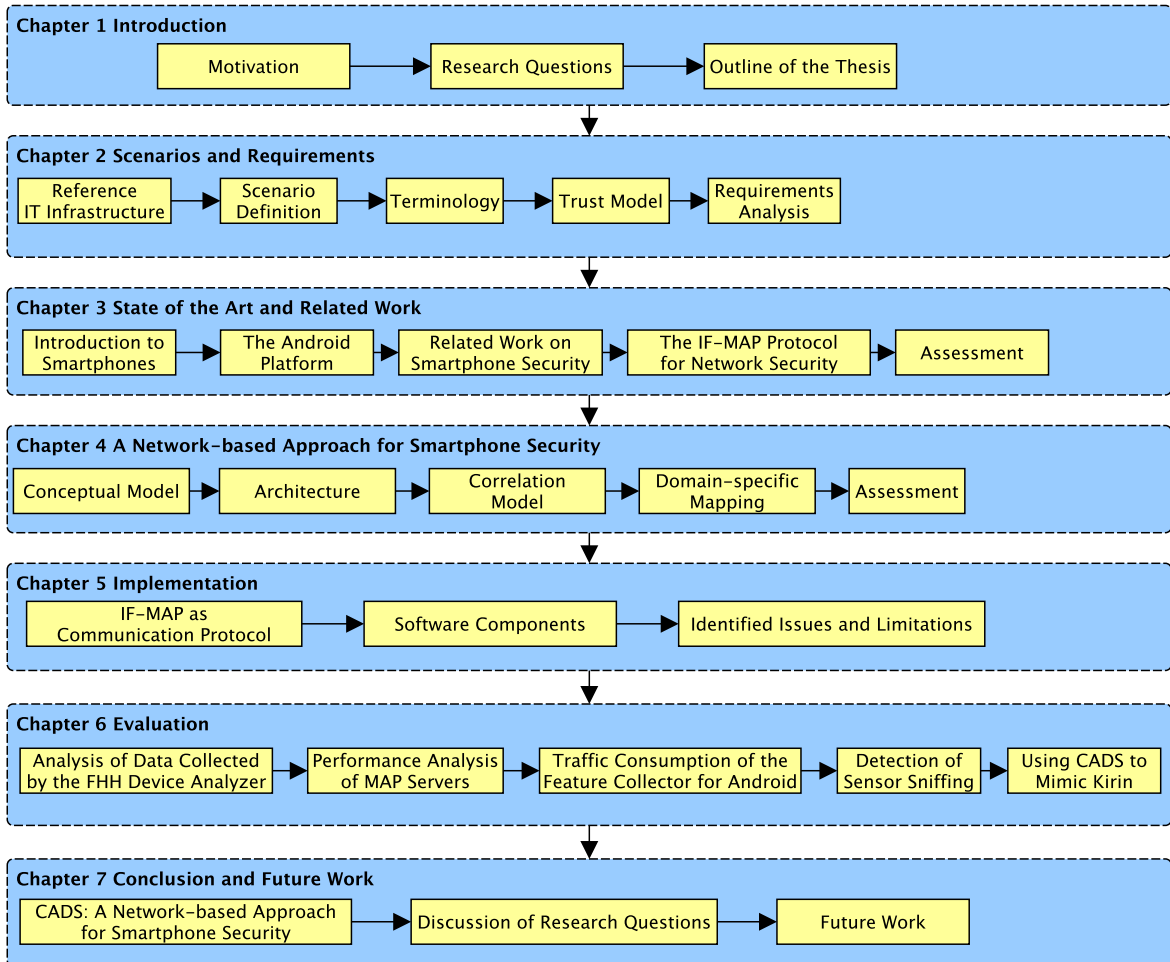 Chapter 1 Introduction
Motivation
Research Questions
Outline of the Thesis
Chapter 2 Scenarios and Requirements
Reference
IT Infrastructure
Scenario
Definition
Terminology
Trust Model
Requirements
Analysis
Chapter 3 State of the Art and Related Work
Introduction to
Smartphones
The Android
Platform
Related Work on
Smartphone Security
The IF-MAP Protocol
for Network Security
Assessment
Chapter 4 A Network-based Approach for Smartphone Security
Conceptual Model
Architecture
Correlation
Model
Domain-specific
Mapping
Assessment
Chapter 5 Implementation
IF-MAP as
Communication Protocol
Software Components
Identified Issues and Limitations
Chapter 6 Evaluation
Analysis of Data Collected
by the FHH Device Analyzer
Performance Analysis
of MAP Servers
Traffic Consumption of the
Feature Collector for Android
Detection of
Sensor Sniffing
Using CADS to
Mimic Kirin
Chapter 7 Conclusion and Future Work
CADS: A Network-based Approach
for Smartphone Security
Discussion of Research Questions
Future Work